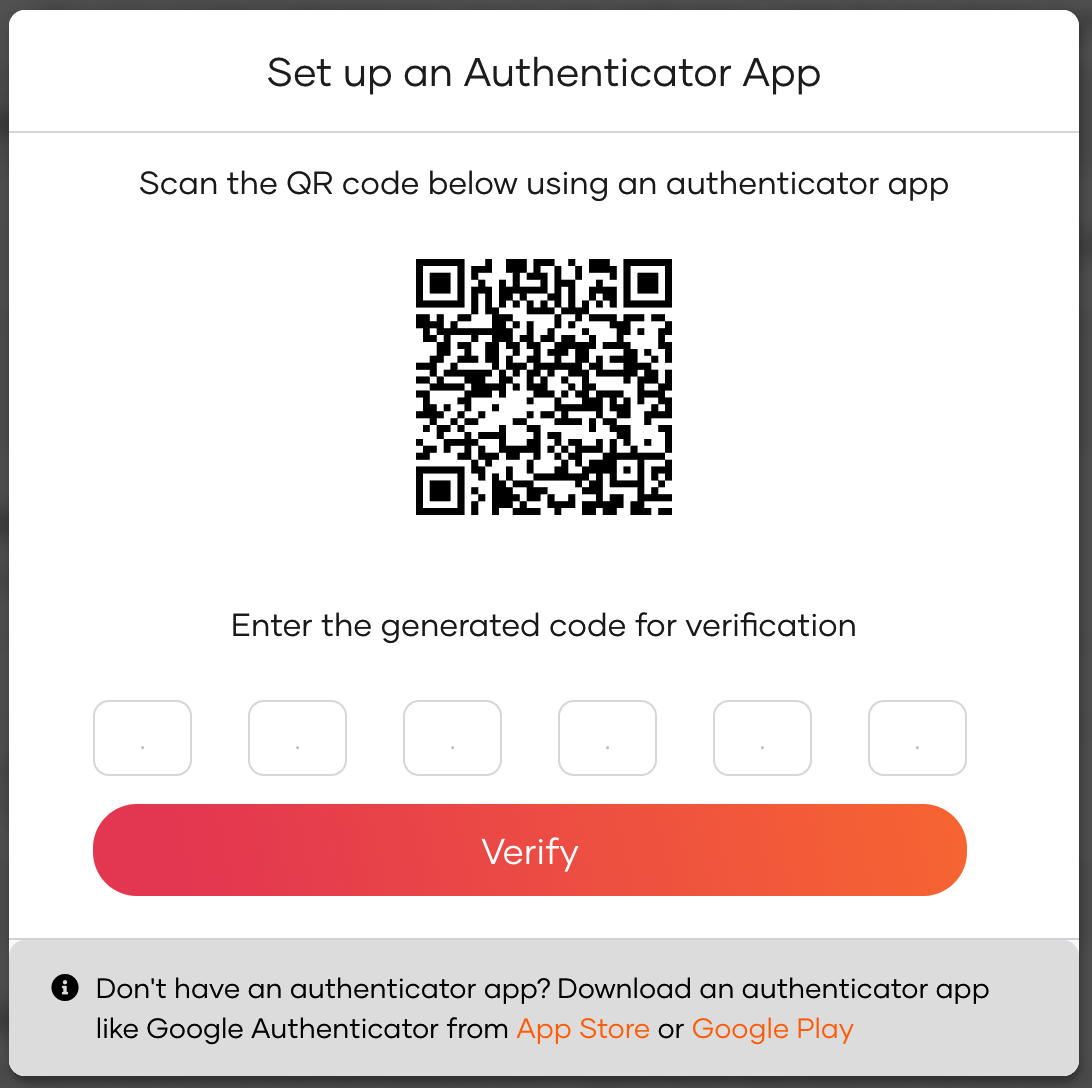 Set up an Authenticator App
Scan the QR code below using an authenticator app
Enter the generated code for verification
. . . . . .
Verify
Don't have an authenticator app? Download an authenticator app
like Google Authenticator from App Store or Google Play